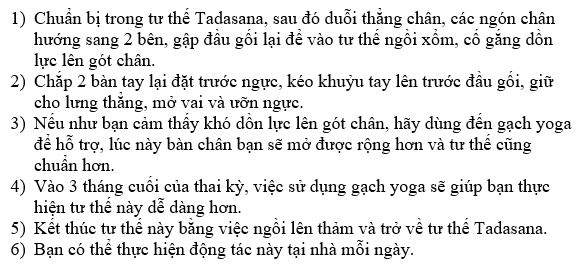 1) Chuẩn bị trong tư thế Tadasana, sau đó duỗi thẳng chân, các ngón chân
hướng sang 2 bên, gập đầu gối lại để vào tư thế ngồi xổm, cố gắng dồn
lực lên gót chân.
2) Chắp 2 bàn tay lại đặt trước ngực, kéo khuỷu tay lên trước đầu gối, giữ
cho lưng thẳng, mở vai và ưỡn ngực.
3) Nếu như bạn cảm thấy khó dồn lực lên gót chân, hãy dùng đến gạch yoga
để hỗ trợ, lúc này bàn chân bạn sẽ mở được rộng hơn và tư thế cũng
chuẩn hơn.
4) Vào 3 tháng cuối của thai kỳ, việc sử dụng gạch yoga sẽ giúp bạn thực
hiện tư thế này dễ dàng hơn.
5) Kết thúc tư thế này bằng việc ngồi lên thảm và trở về tư thế Tadasana.
6) Bạn có thể thực hiện động tác này tại nhà mỗi ngày.